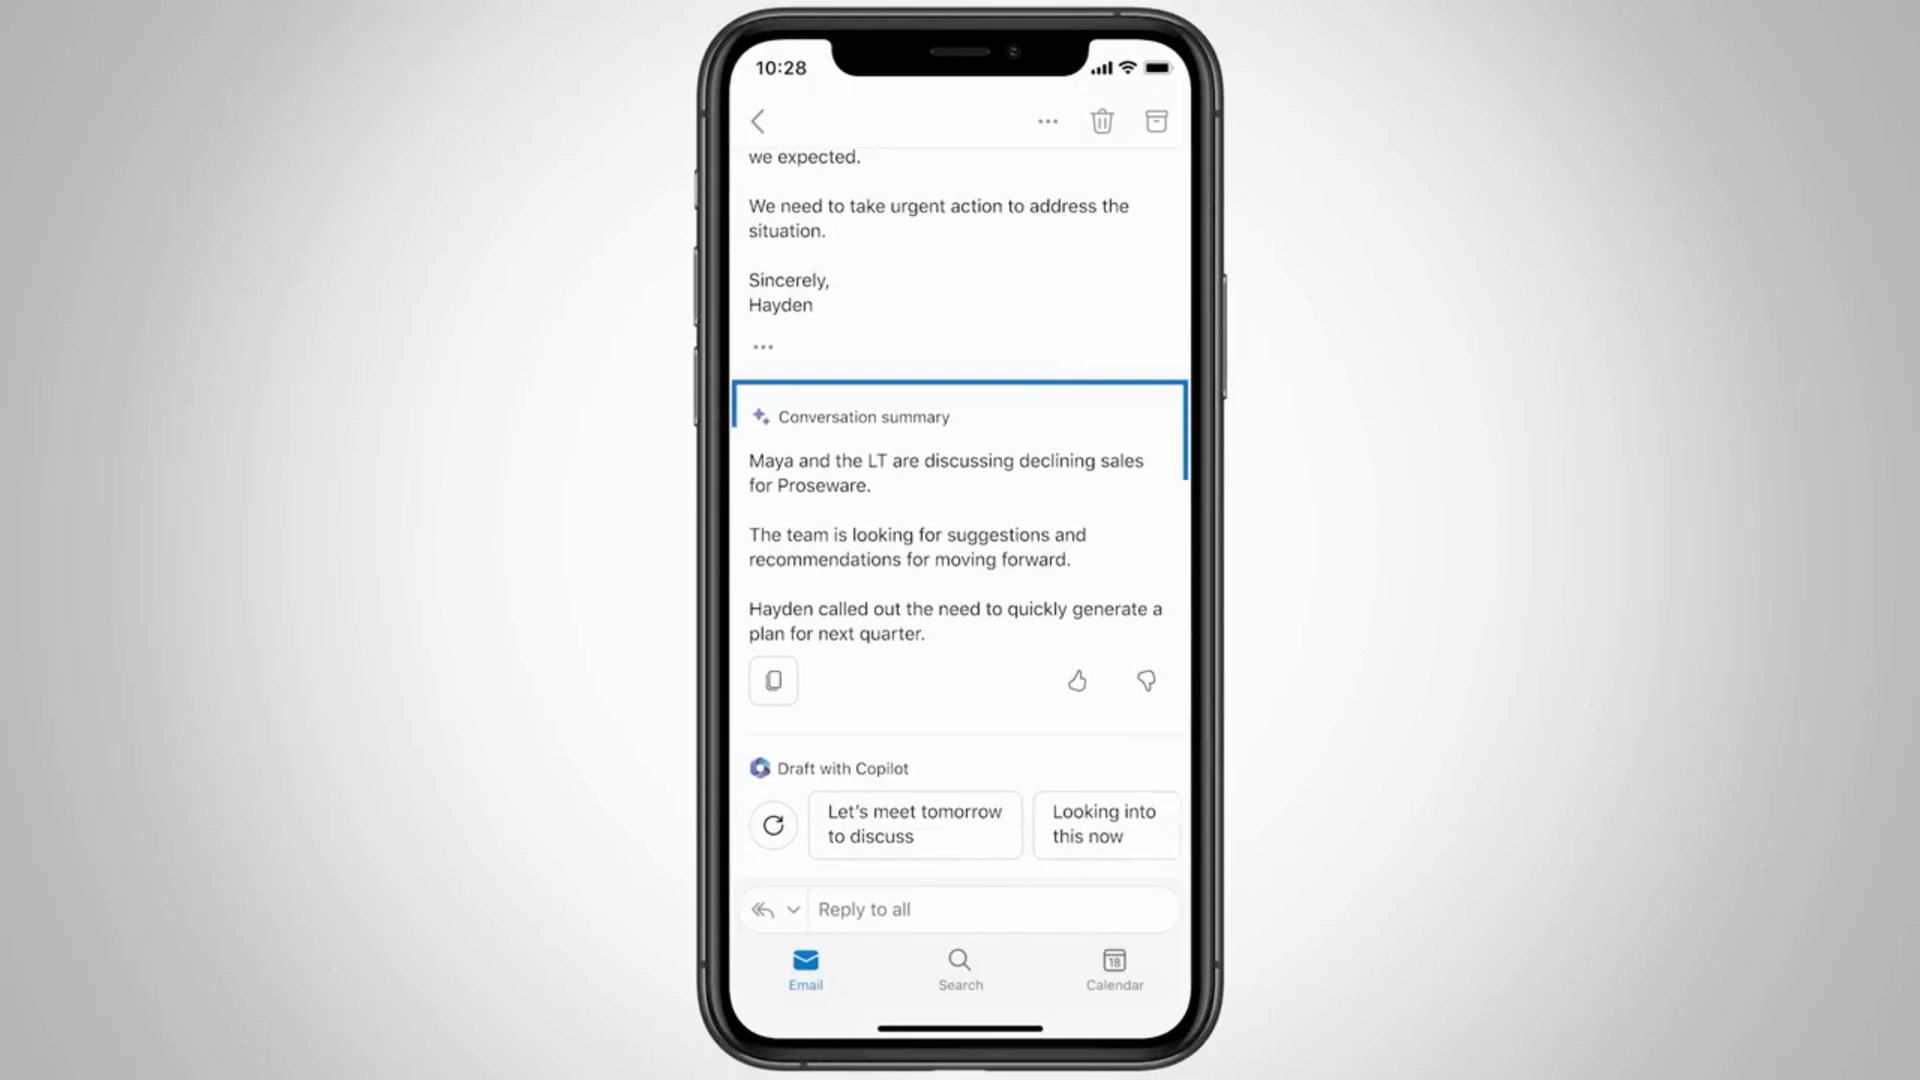 10:28
we expected.
We need to take urgent action to address the
situation.
Sincerely,
Hayden
Conversation summary
Maya and the LT are discussing declining sales
for Proseware.
The team is looking for suggestions and
recommendations for moving forward.
Hayden called out the need to quickly generate a
plan for next quarter.
Draft with Copilot
Let's meet tomorrow
to discuss
Looking into
this now
Reply to all
18
Email
Search
Calendar